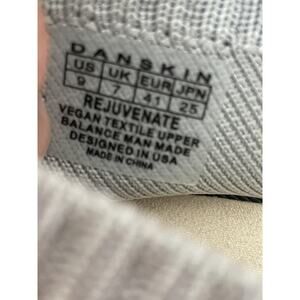 DANSKIN
US UK EUR JPN
9 7 41 25
REJUVENATE
VEGAN TEXTILE UPPER
BALANCE MAN MADE
DESIGNED IN USA
MADE IN CHINA